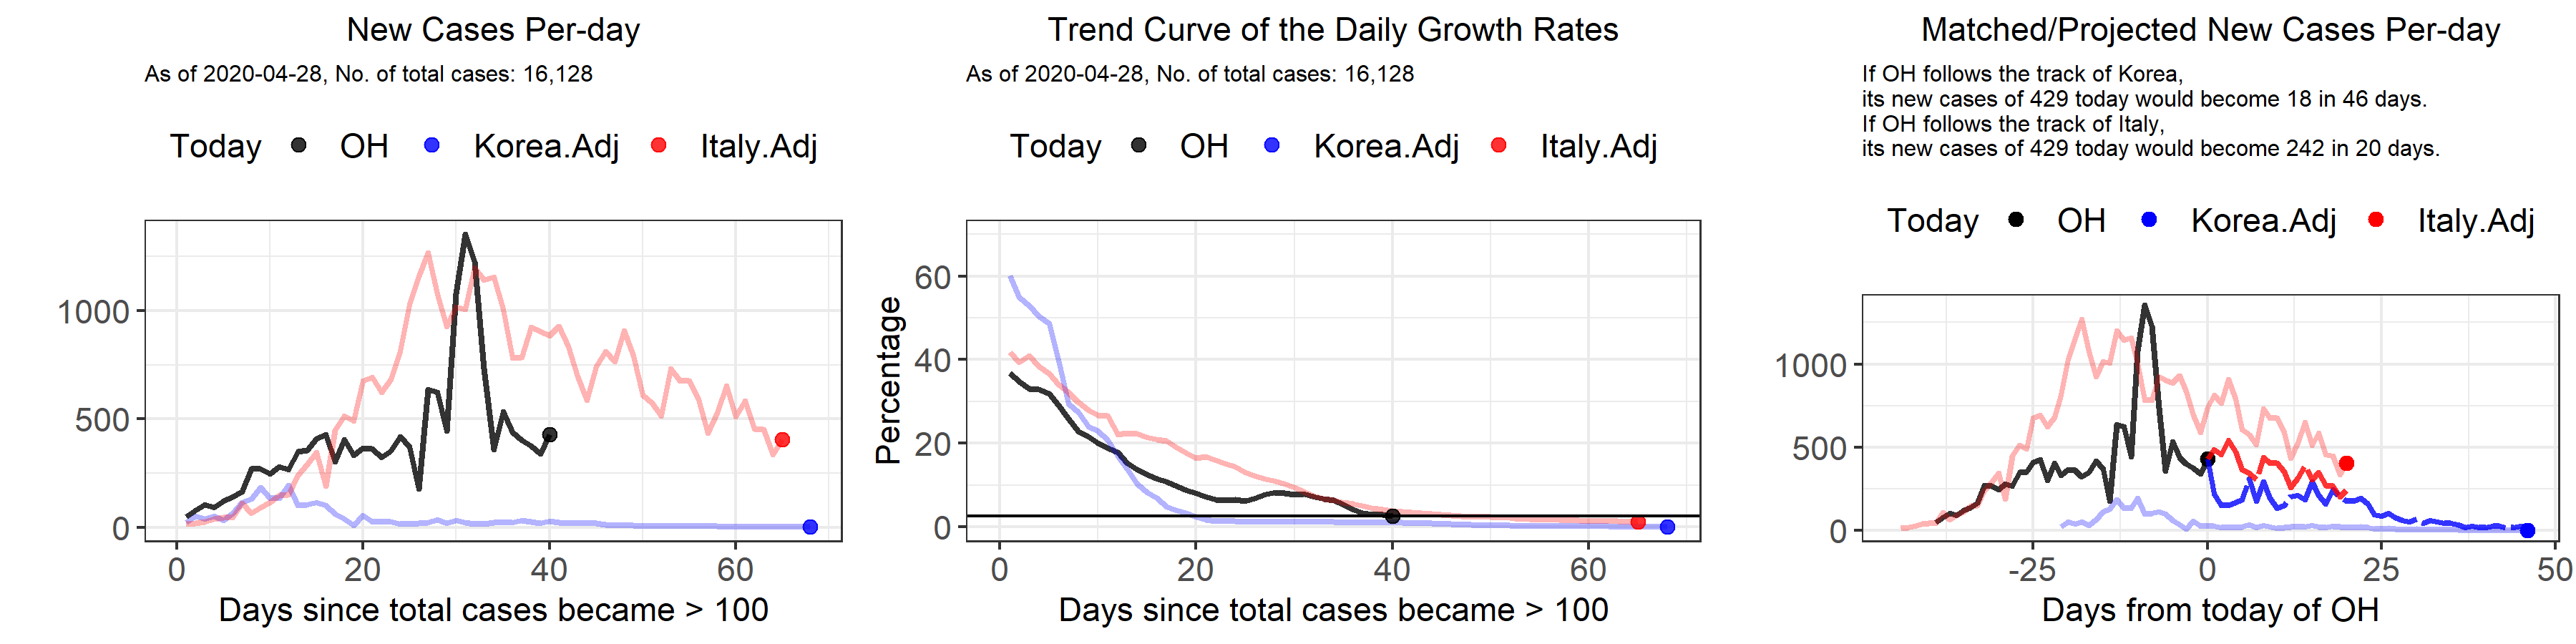 New Cases Per-day
As of 2020-04-28, No. of total cases: 16,128
Today OH Korea.Adj Italy.Adj
1000
500
0
0 20 40 60
Days since total cases became > 100
Trend Curve of the Daily Growth Rates
As of 2020-04-28, No. of total cases: 16,128
Today OH Korea.Adj Italy.Adj
Percentage
60
40
20
0
0 20 40 60
Days since total cases became > 100
Matched/Projected New Cases Per-day
If OH follows the track of Korea,
its new cases of 429 today would become 18 in 46 days.
If OH follows the track of Italy,
its new cases of 429 today would become 242 in 20 days.
Today OH Korea.Adj Italy.Adj
1000
500
0
-25 0 25 50
Days from today of OH